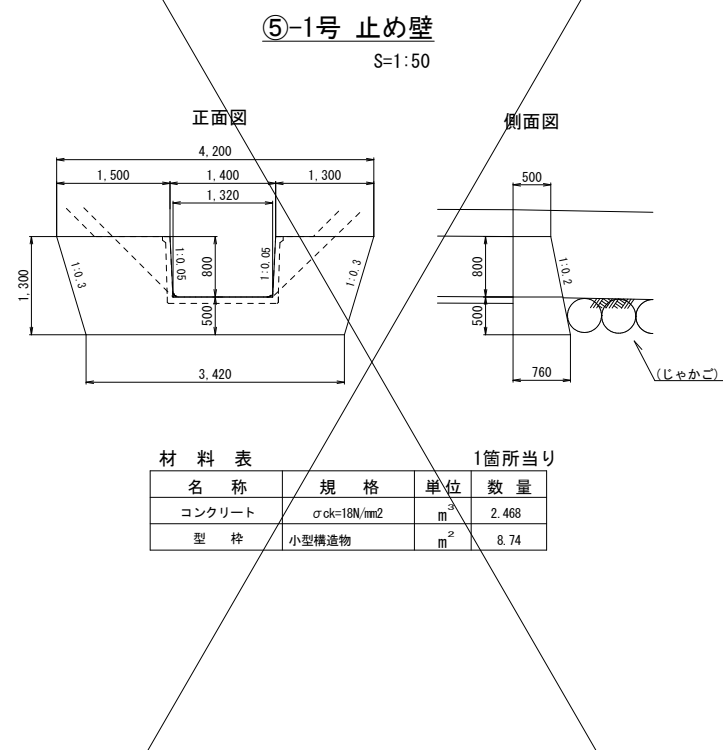 ⑤-1号 止め壁
S=1:50
正面図
側面図
4,200
1,500 1,400 1,300
1,320
500
1,300
1:0.3
1:0.05
800
1:0.05
1:0.3
500
3,420
800
1:0.2
500
760
(じゃかご)
材 料 表 1箇所当り
名 称 規 格 単位 数 量
コンクリート σck=18N/mm2 m3 2.468
型 枠 小型構造物 m2 8.74